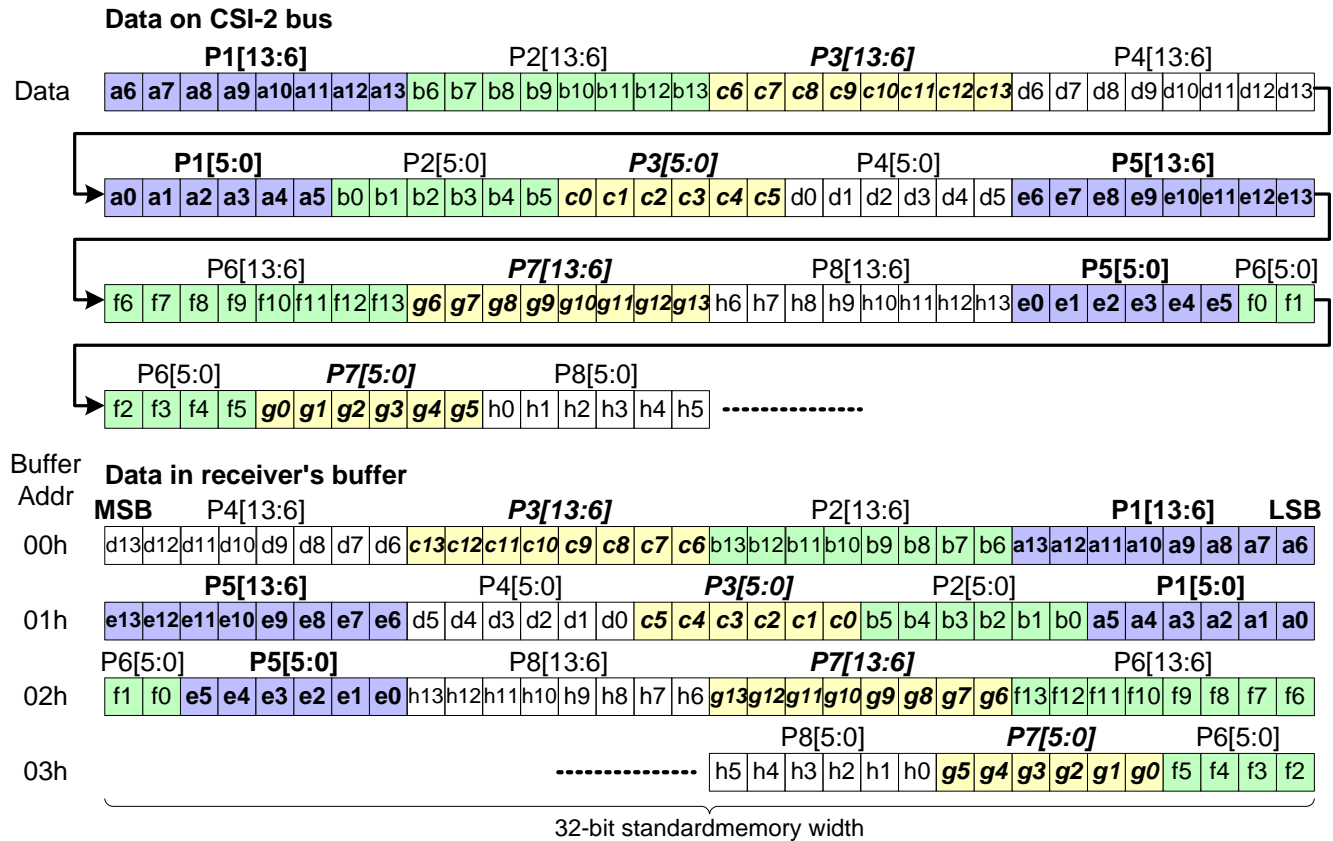 Data on CSI-2 bus
P1[13:6] P2[13:6] P3[13:6] P4[13:6]
Data a6 a7 a8 a9 a10 a11 a12 a13 b6 b7 b8 b9 b10 b11 b12 b13 c6 c7 c8 c9 c10 c11 c12 c13 d6 d7 d8 d9 d10 d11 d12 d13
P1[5:0] P2[5:0] P3[5:0] P4[5:0] P5[13:6]
a0 a1 a2 a3 a4 a5 b0 b1 b2 b3 b4 b5 c0 c1 c2 c3 c4 c5 d0 d1 d2 d3 d4 d5 e6 e7 e8 e9 e10 e11 e12 e13
P6[13:6] P7[13:6] P8[13:6] P5[5:0] P6[5:0]
f6 f7 f8 f9 f10 f11 f12 f13 g6 g7 g8 g9 g10 g11 g12 g13 h6 h7 h8 h9 h10 h11 h12 h13 e0 e1 e2 e3 e4 e5 f0 f1
P6[5:0] P7[5:0] P8[5:0]
f2 f3 f4 f5 g0 g1 g2 g3 g4 g5 h0 h1 h2 h3 h4 h5
Buffer Addr
Data in receiver's buffer
MSB P4[13:6] P3[13:6] P2[13:6] P1[13:6] LSB
00h d13 d12 d11 d10 d9 d8 d7 d6 c13 c12 c11 c10 c9 c8 c7 c6 b13 b12 b11 b10 b9 b8 b7 b6 a13 a12 a11 a10 a9 a8 a7 a6
P5[13:6] P4[5:0] P3[5:0] P2[5:0] P1[5:0]
01h e13 e12 e11 e10 e9 e8 e7 e6 d5 d4 d3 d2 d1 d0 c5 c4 c3 c2 c1 c0 b5 b4 b3 b2 b1 b0 a5 a4 a3 a2 a1 a0
P6[5:0] P5[5:0] P8[13:6] P7[13:6] P6[13:6]
02h f1 f0 e5 e4 e3 e2 e1 e0 h13 h12 h11 h10 h9 h8 h7 h6 g13 g12 g11 g10 g9 g8 g7 g6 f13 f12 f11 f10 f9 f8 f7 f6
P8[5:0] P7[5:0] P6[5:0]
03h h5 h4 h3 h2 h1 h0 g5 g4 g3 g2 g1 g0 f5 f4 f3 f2
32-bit standardmemory width